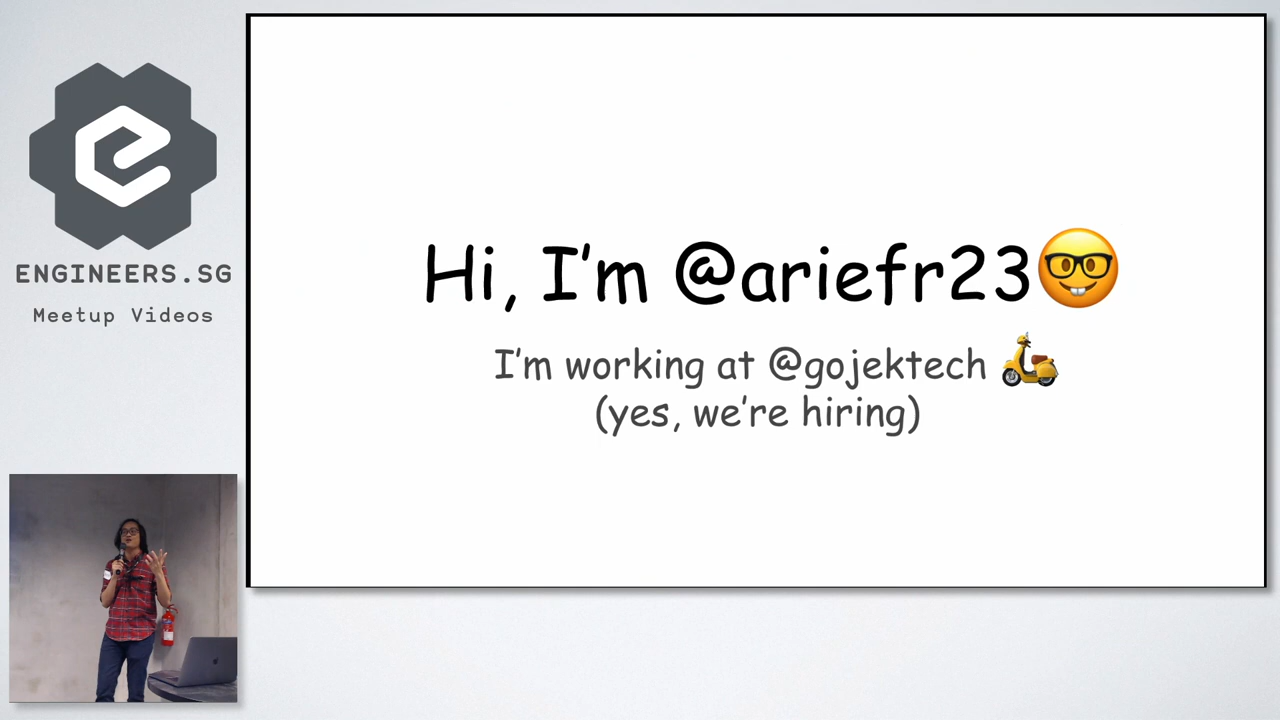 ENGINEERS.SG
Meetup Videos
Hi, I'm @ariefr23🤓
I'm working at @gojektech 🛵
(yes, we're hiring)